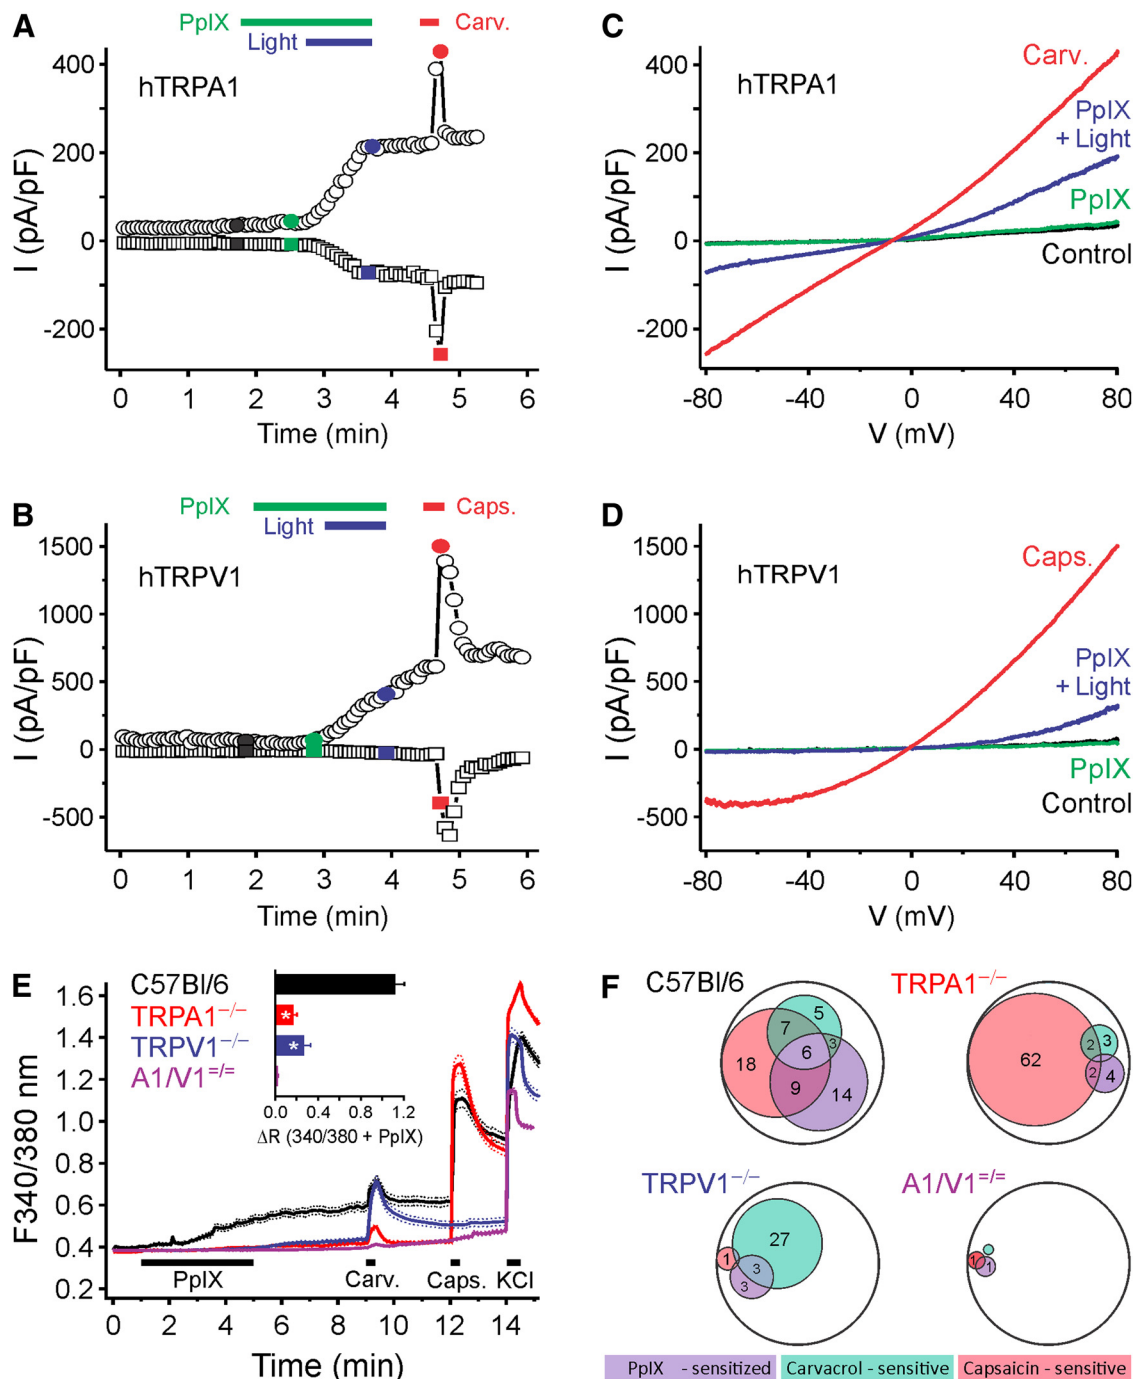 A
PpIX
Light
Carv.
hTRPA1
I (pA/pF)
400
200
0
-200
0 1 2 3 4 5 6
Time (min)
C
hTRPA1
Carv.
PpIX
+ Light
PpIX
Control
I (pA/pF)
400
200
0
-200
-80 -40 0 40 80
V (mV)
B
PpIX
Light
Caps.
hTRPV1
I (pA/pF)
1500
1000
500
0
-500
0 1 2 3 4 5 6
Time (min)
D
hTRPV1
Caps.
PpIX
+ Light
PpIX
Control
I (pA/pF)
1500
1000
500
0
-500
-80 -40 0 40 80
V (mV)
E
C57Bl/6
TRPA1⁻/⁻
TRPV1⁻/⁻
A1/V1⁼/⁼
*
*
0.0 0.4 0.8 1.2
ΔR (340/380 + PpIX)
F340/380 nm
1.6
1.4
1.2
1.0
0.8
0.6
0.4
0.2
PpIX Carv. Caps. KCl
0 2 4 6 8 10 12 14
Time (min)
F
C57Bl/6
5
7
18
6
3
9
14
TRPA1⁻/⁻
62
2
3
2
4
TRPV1⁻/⁻
27
1
3
3
A1/V1⁼/⁼
1
1
PpIX - sensitized
Carvacrol - sensitive
Capsaicin - sensitive